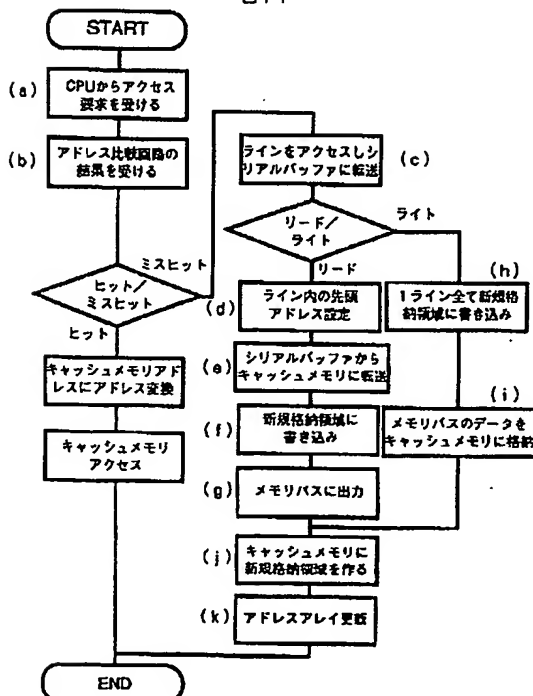 START
(a)
CPUからアクセス
要求を受ける
(b)
アドレス比較回路の
結果を受ける
ヒット/
ミスヒット
ミスヒット
ヒット
キャッシュメモリアド
レスにアドレス変換
キャッシュメモリ
アクセス
ラインをアクセスしシ
リアルバッファに転送
(c)
リード/
ライト
ライト
リード
(d)
ライン内の先頭
アドレス設定
(e)
シリアルバッファから
キャッシュメモリに転送
(f)
新規格納領域に
書き込み
(g)
メモリバスに出力
(h)
1ライン全て新規格
納領域に書き込み
(i)
メモリバスのデータを
キャッシュメモリに格納
(j)
キャッシュメモリに
新規格納領域を作る
(k)
アドレスアレイ更新
END